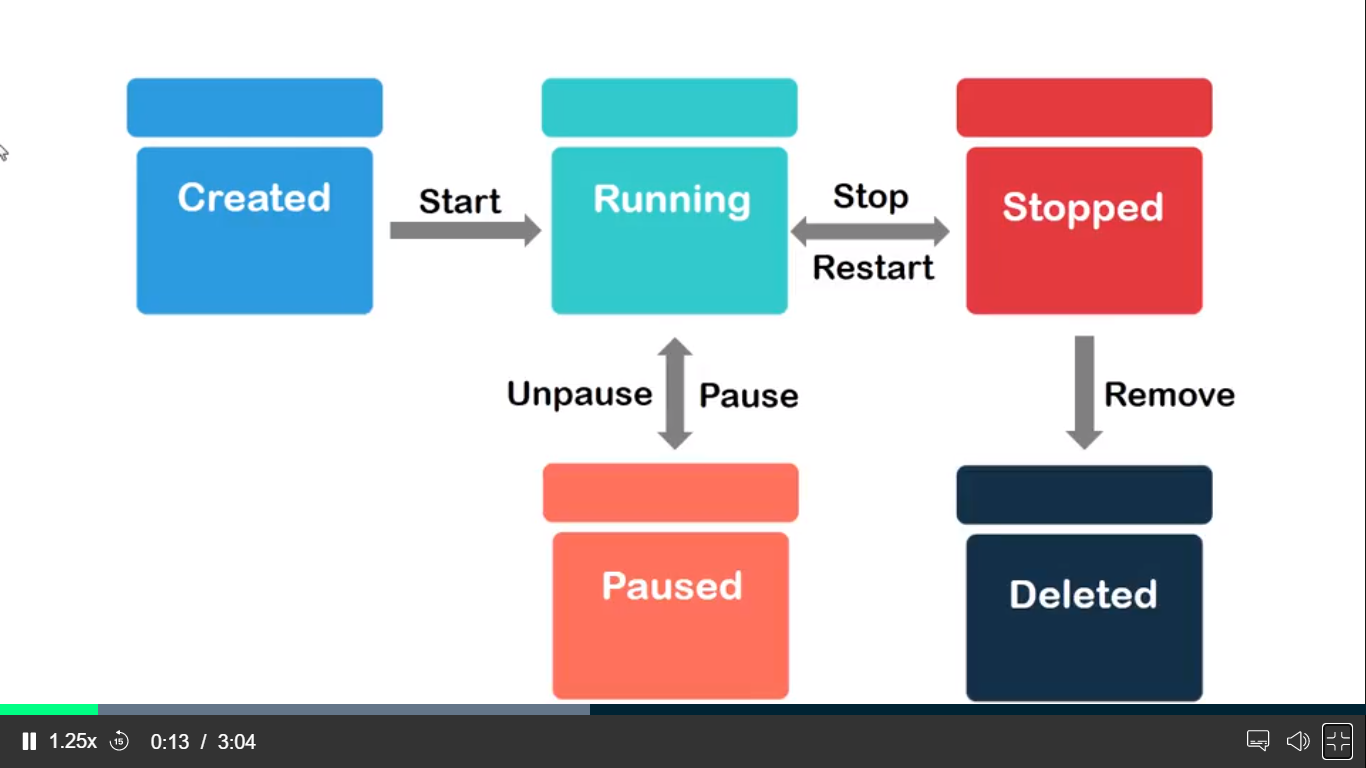 Created
Start
Running
Stop
Restart
Stopped
Unpause
Pause
Remove
Paused
Deleted
1.25x
15
0:13 / 3:04